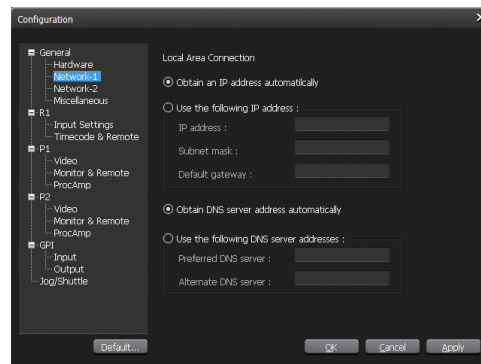 Configuration
General
Hardware
Network-1
Network-2
Miscellaneous
R1
Input Settings
Timecode & Remote
P1
Video
Monitor & Remote
ProcAmp
P2
Video
Monitor & Remote
ProcAmp
GPI
Input
Output
Jog/Shuttle
Default...
Local Area Connection
Obtain an IP address automatilcally
Use the following IP address :
IP address :
Subnet mask :
Default gateway :
Obtain DNS server address automatically
Use the following DNS server addresses :
Preferred DNS server :
Alternate DNS server :
OK
Cancel
Apply